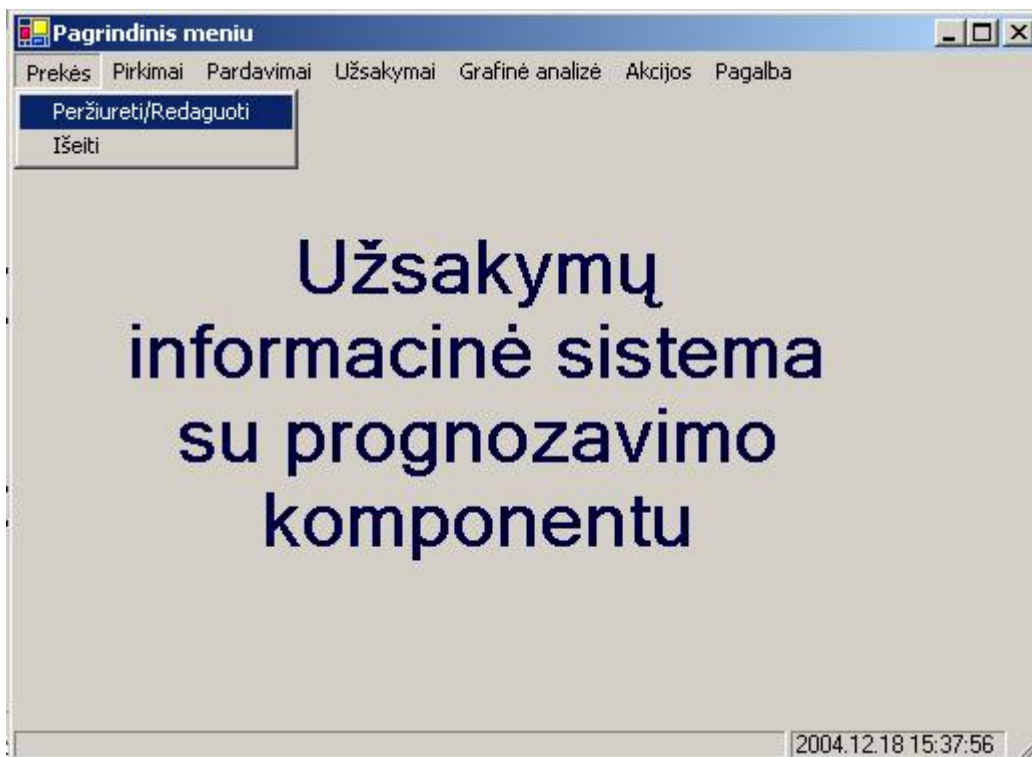 Pagrindinis meniu
Prekės Pirkimai Pardavimai Užsakymai Grafinė analizė Akcijos Pagalba
Peržiureti/Redaguoti
Išeiti
Užsakymų
informacinė sistema
su prognozavimo
komponentu
2004.12.18 15:37:56